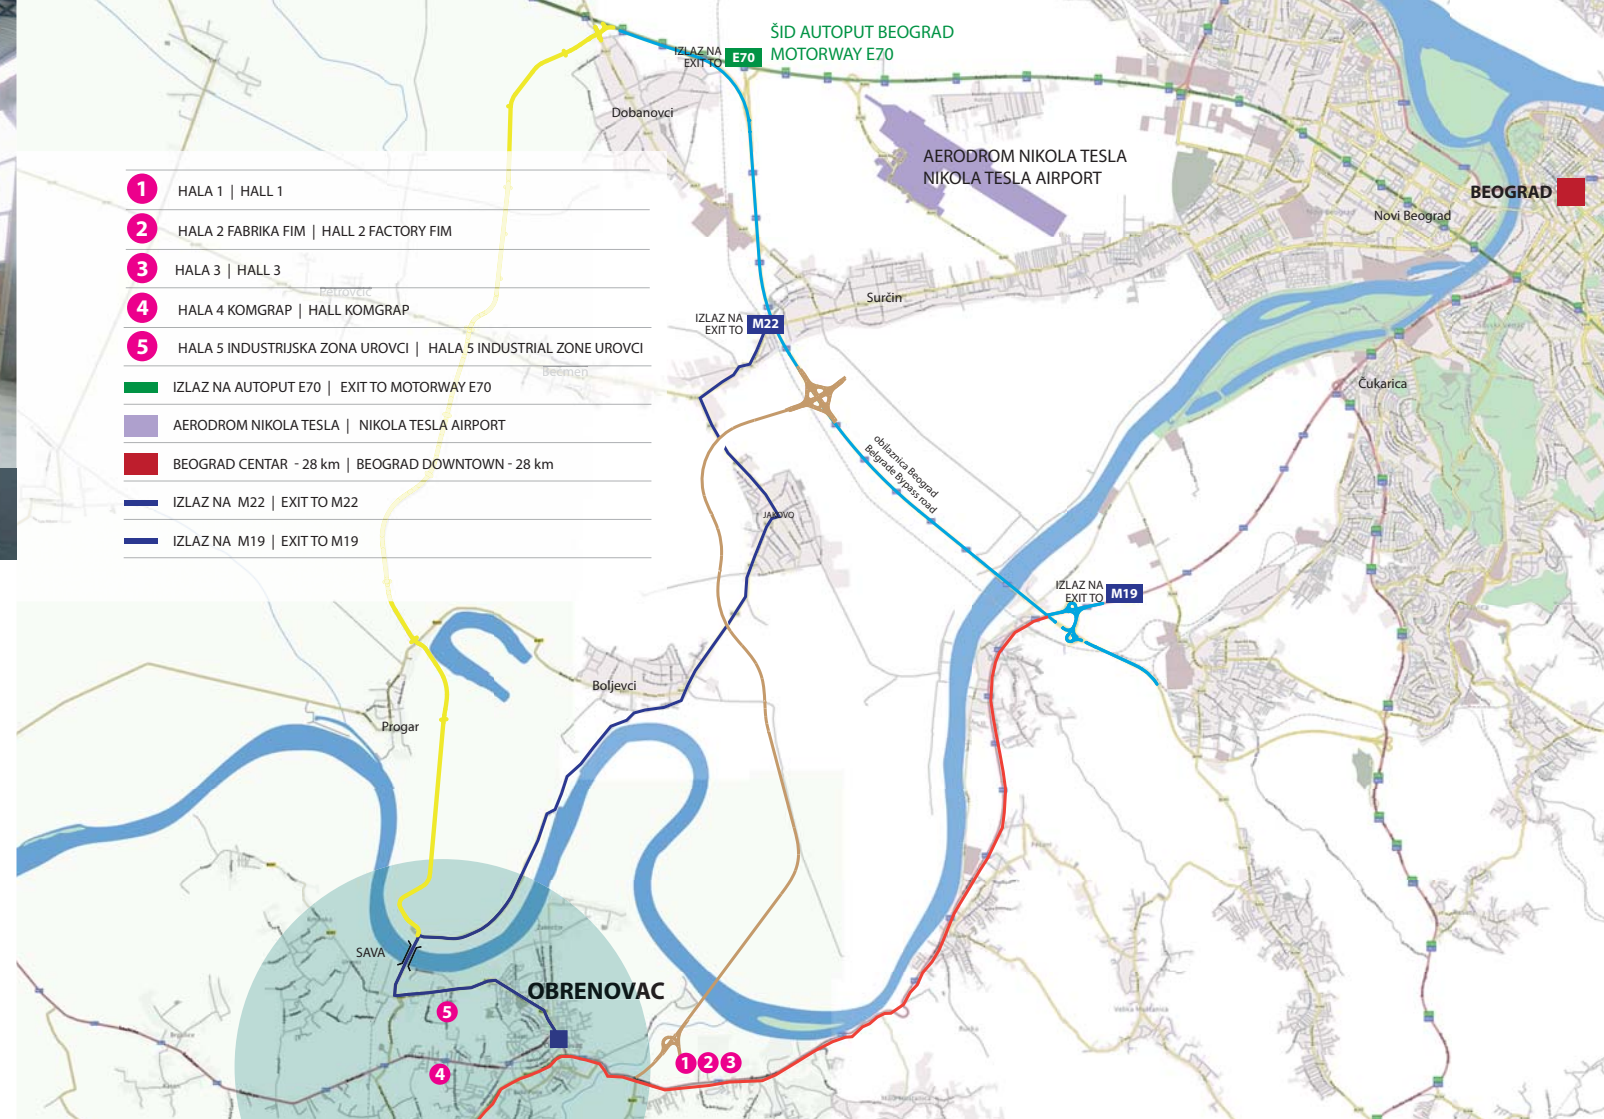 ŠID AUTOPUT BEOGRAD
MOTORWAY E70
IZLAZ NA
EXIT TO
E70
Dobanovci
AERODROM NIKOLA TESLA
NIKOLA TESLA AIRPORT
BEOGRAD
Novi Beograd
1 HALA 1 | HALL 1
2 HALA 2 FABRIKA FIM | HALL 2 FACTORY FIM
3 HALA 3 | HALL 3
Petrovčić
4 HALA 4 KOMGRAP | HALL KOMGRAP
5 HALA 5 INDUSTRIJSKA ZONA UROVCI | HALA 5 INDUSTRIAL ZONE UROVCI
Bečmen
IZLAZ NA AUTOPUT E70 | EXIT TO MOTORWAY E70
AERODROM NIKOLA TESLA | NIKOLA TESLA AIRPORT
BEOGRAD CENTAR - 28 km | BEOGRAD DOWNTOWN - 28 km
IZLAZ NA M22 | EXIT TO M22
IZLAZ NA M19 | EXIT TO M19
Surčin
IZLAZ NA
EXIT TO
M22
Čukarica
obilaznica Beograd
Belgrade Bypass road
JAKOVO
IZLAZ NA
EXIT TO
M19
Boljevci
Progar
SAVA
OBRENOVAC
5
4
1 2 3